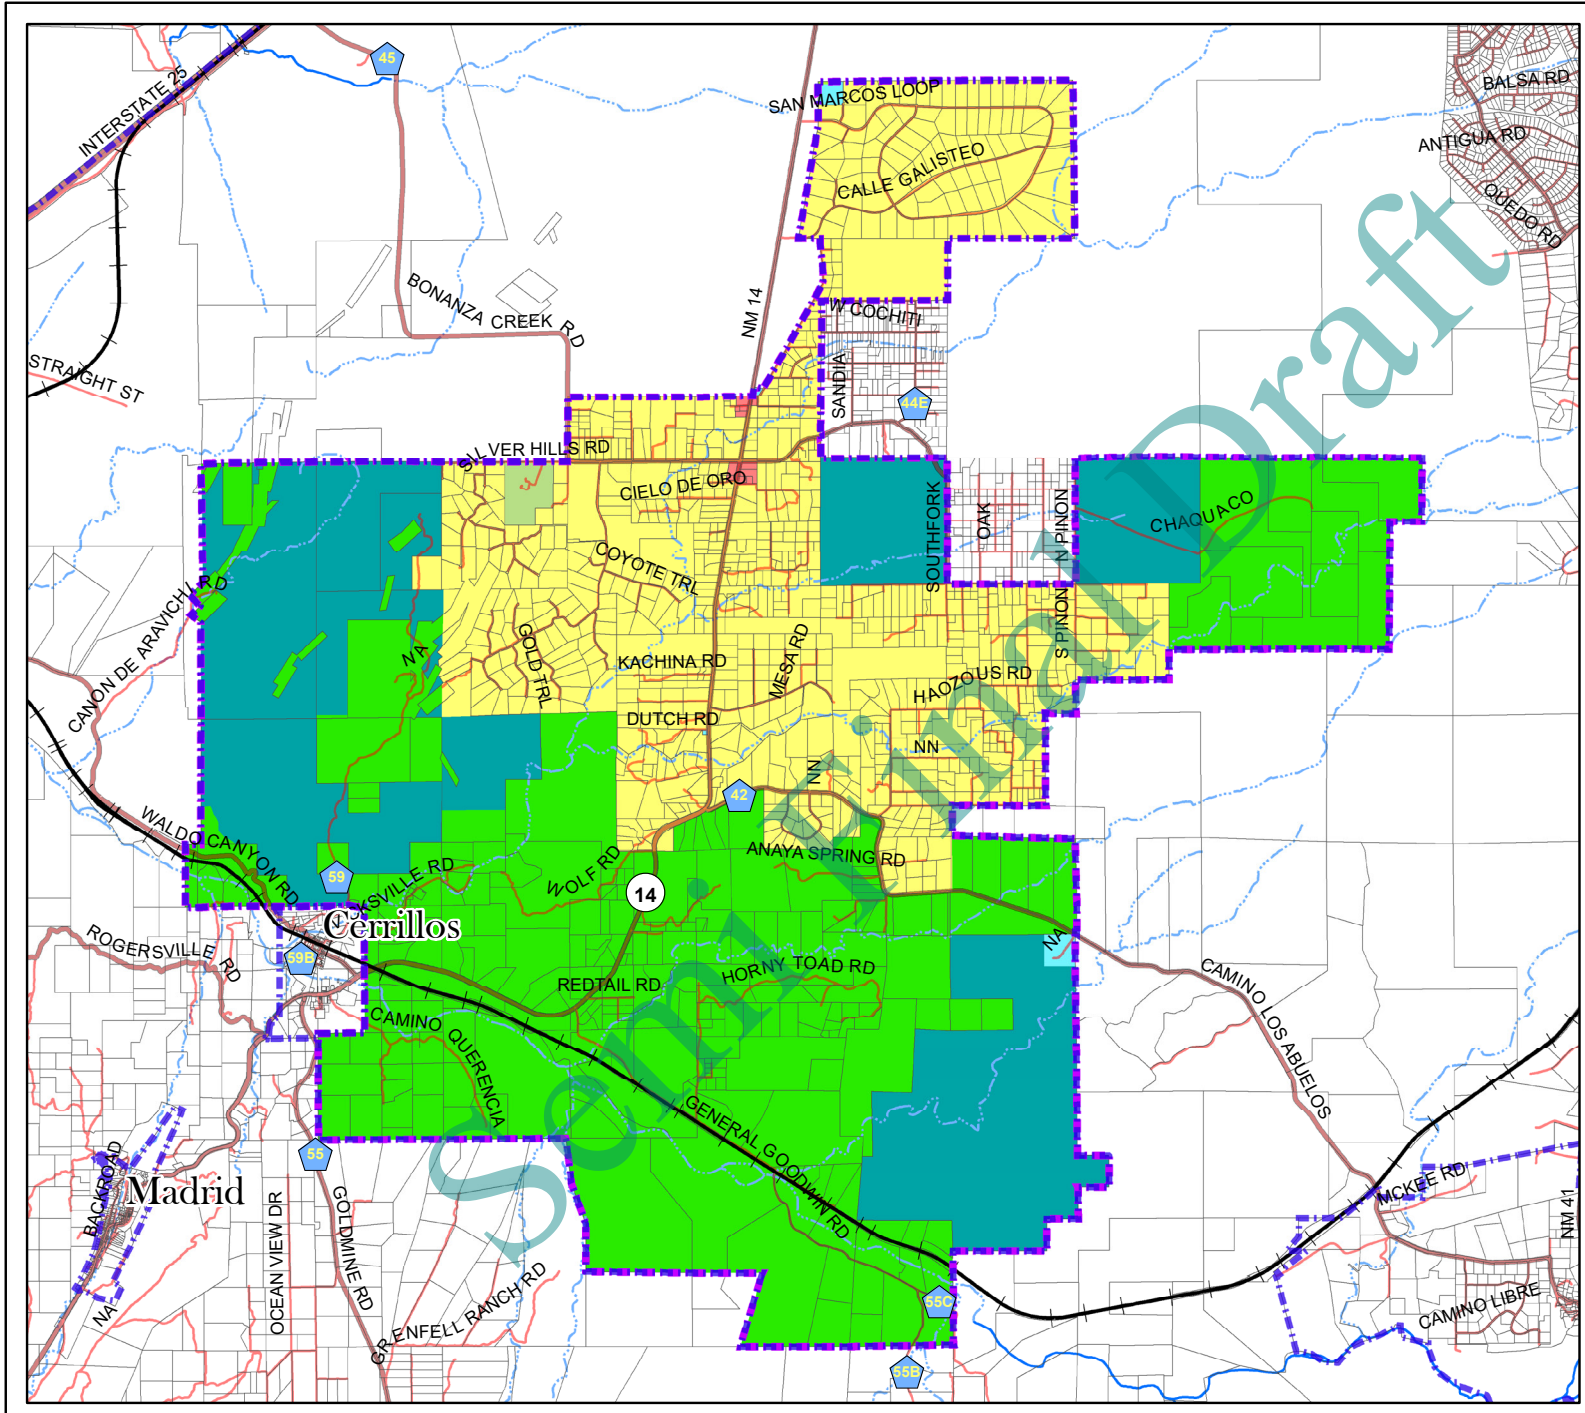 45
INTERSTATE 25
BALSA RD
SAN MARCOS LOOP
ANTIGUA RD
CALLE GALISTEO
QUEDO RD
BONANZA CREEK RD
NM 14
W COCHITI
STRAIGHT ST
SANDIA
44E
SILVER HILLS RD
CIELO DE ORO
SOUTHFORK
OAK
N PINON
CHAQUACO
COYOTE TRL
CANON DE ARAVICHI RD
S PINON
GOLD TRL
NA
KACHINA RD
MESA RD
HAOZOUS RD
DUTCH RD
NN
NN
42
WALDO CANYON RD
ANAYA SPRING RD
59
WOLF RD
14
Cerrillos
ROGERSVILLE RD
59B
NA
HORNY TOAD RD
REDTAIL RD
CAMINO LOS ABUELOS
CAMINO QUERENCIA
GENERAL GOODWIN RD
55
BACKROAD
Madrid
MCKEE RD
OCEAN VIEW DR
GOLDMINE RD
NM 41
NA
GRENFELL RANCH RD
55C
CAMINO LIBRE
55B
Semi Final Draft